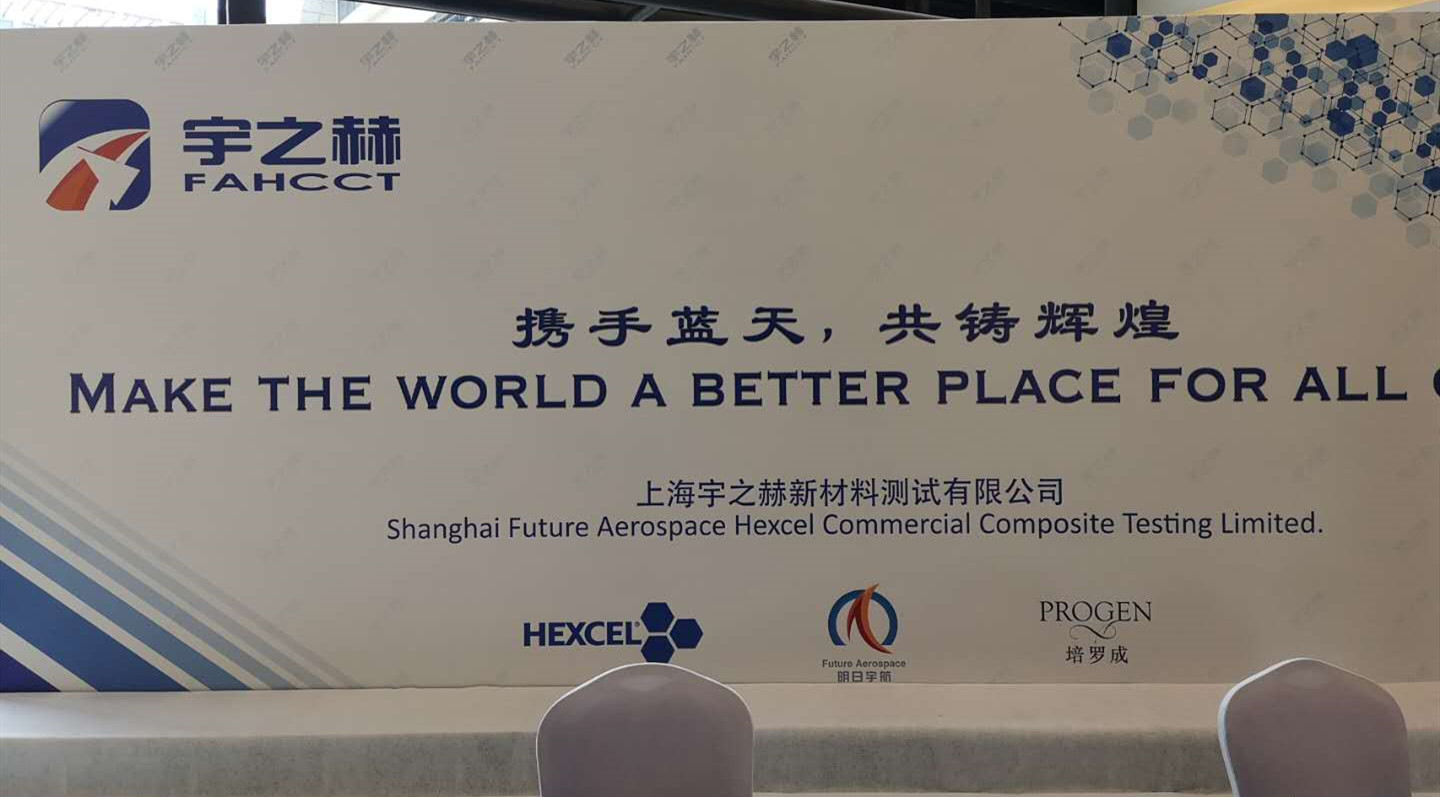 宇之赫
FAHCCT
携手蓝天，共铸辉煌
MAKE THE WORLD A BETTER PLACE FOR ALL
上海宇之赫新材料测试有限公司
Shanghai Future Aerospace Hexcel Commercial Composite Testing Limited.
HEXCEL
Future Aerospace
明日宇航
PROGEN
培罗成